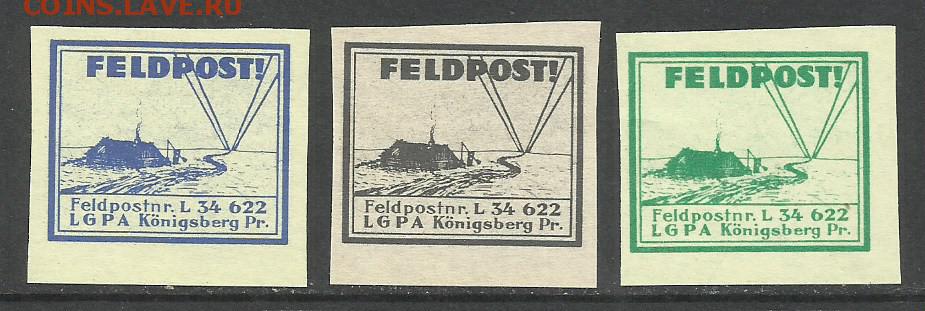 COINS.LAVE.RU
FELDPOST!
Feldpostnr. L 34 622
LGPA Königsberg Pr.
FELDPOST!
Feldpostnr. L 34 622
LGPA Königsberg Pr.
FELDPOST!
Feldpostnr. L 34 622
LGPA Königsberg Pr.